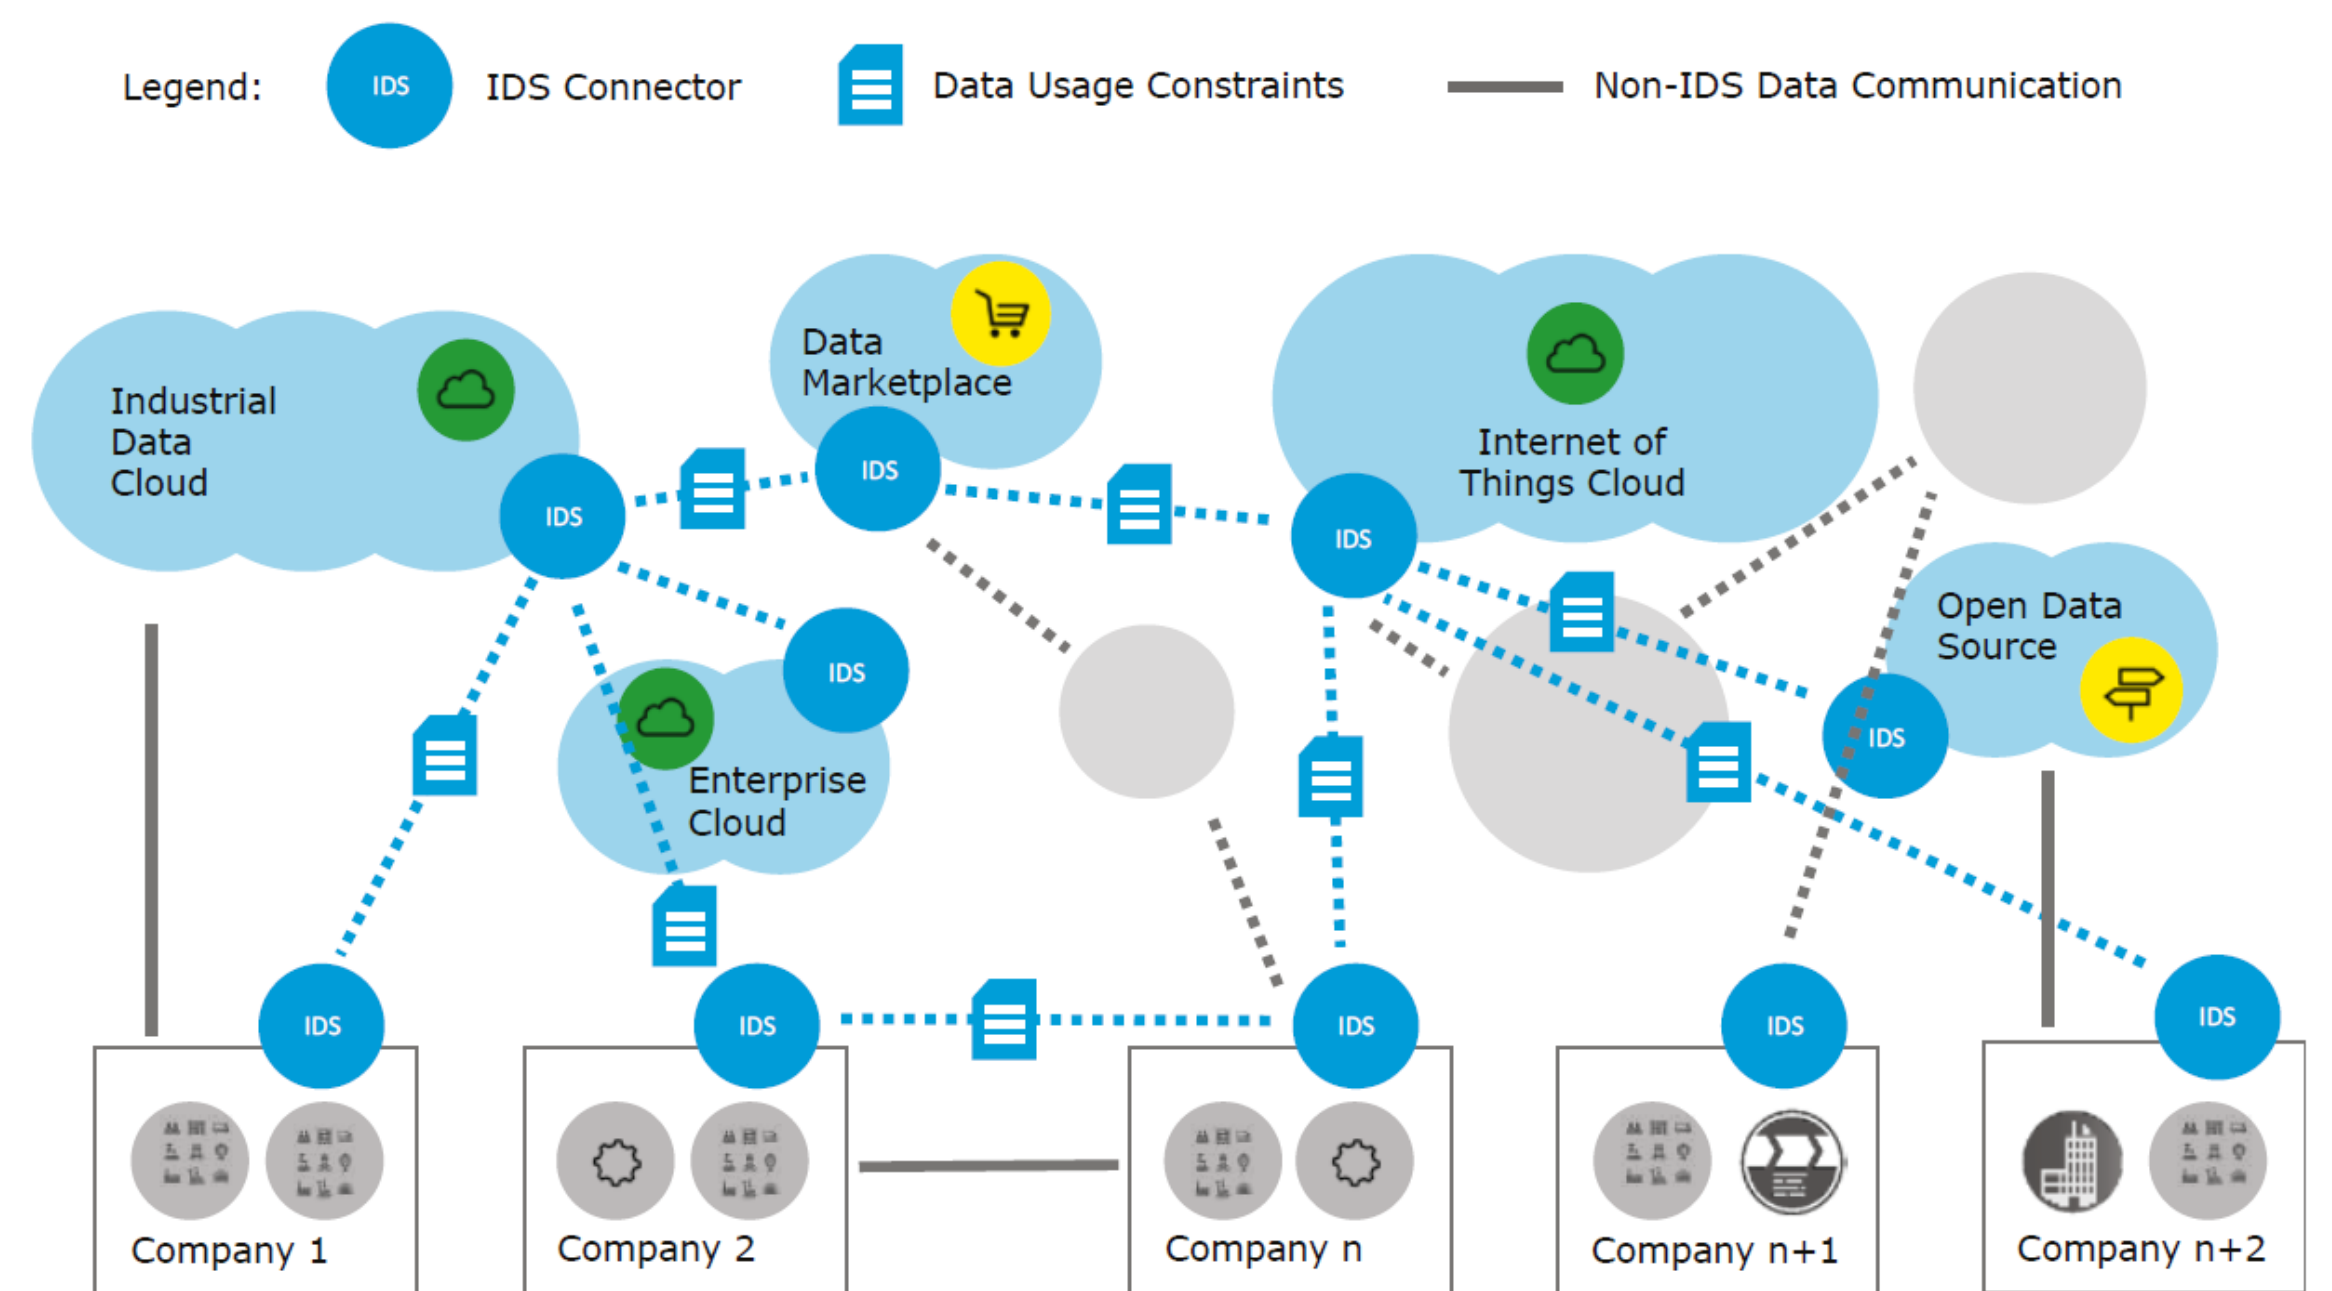 Legend:
IDS
IDS Connector
Data Usage Constraints
Non-IDS Data Communication
Industrial
Data
Cloud
IDS
Data
Marketplace
IDS
Internet of
Things Cloud
IDS
Open Data
Source
IDS
IDS
Enterprise
Cloud
IDS
IDS
IDS
IDS
IDS
Company 1
Company 2
Company n
Company n+1
Company n+2